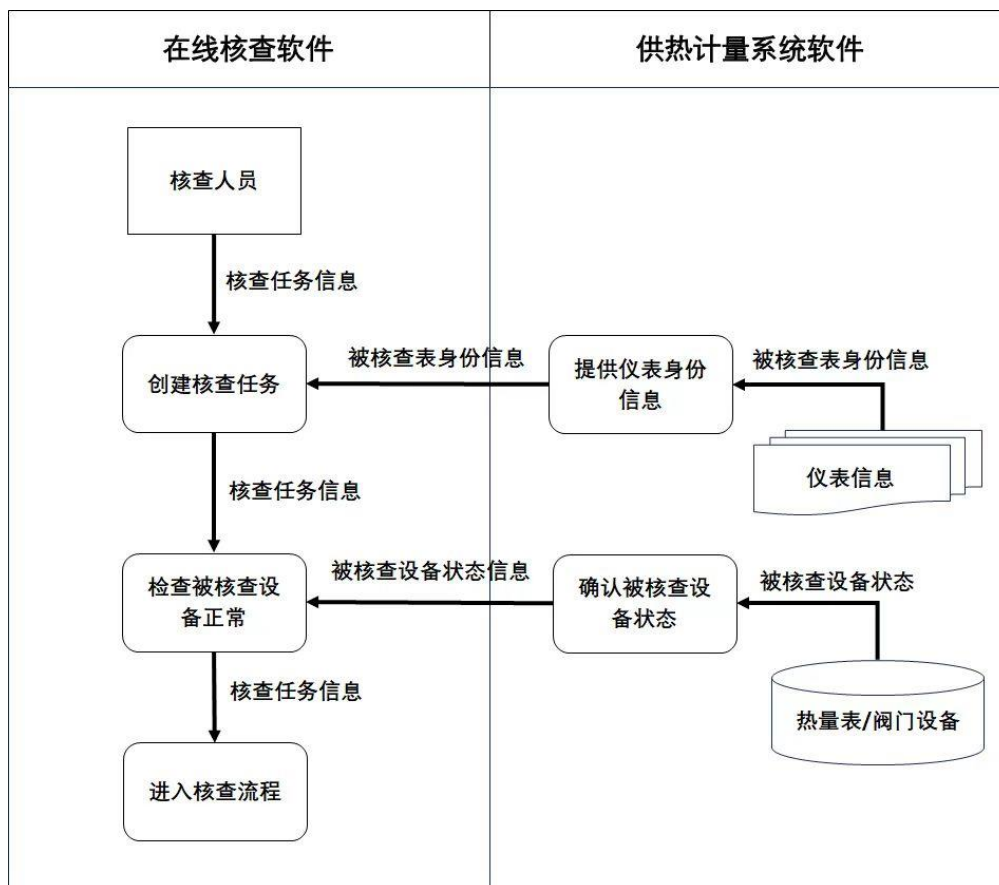 在线核查软件
供热计量系统软件
核查人员
核查任务信息
被核查表身份信息
被核查表身份信息
创建核查任务
提供仪表身份
信息
仪表信息
核查任务信息
被核查设备状态信息
被核查设备状态
检查被核查设
备正常
确认被核查设
备状态
核查任务信息
热量表/阀门设备
进入核查流程